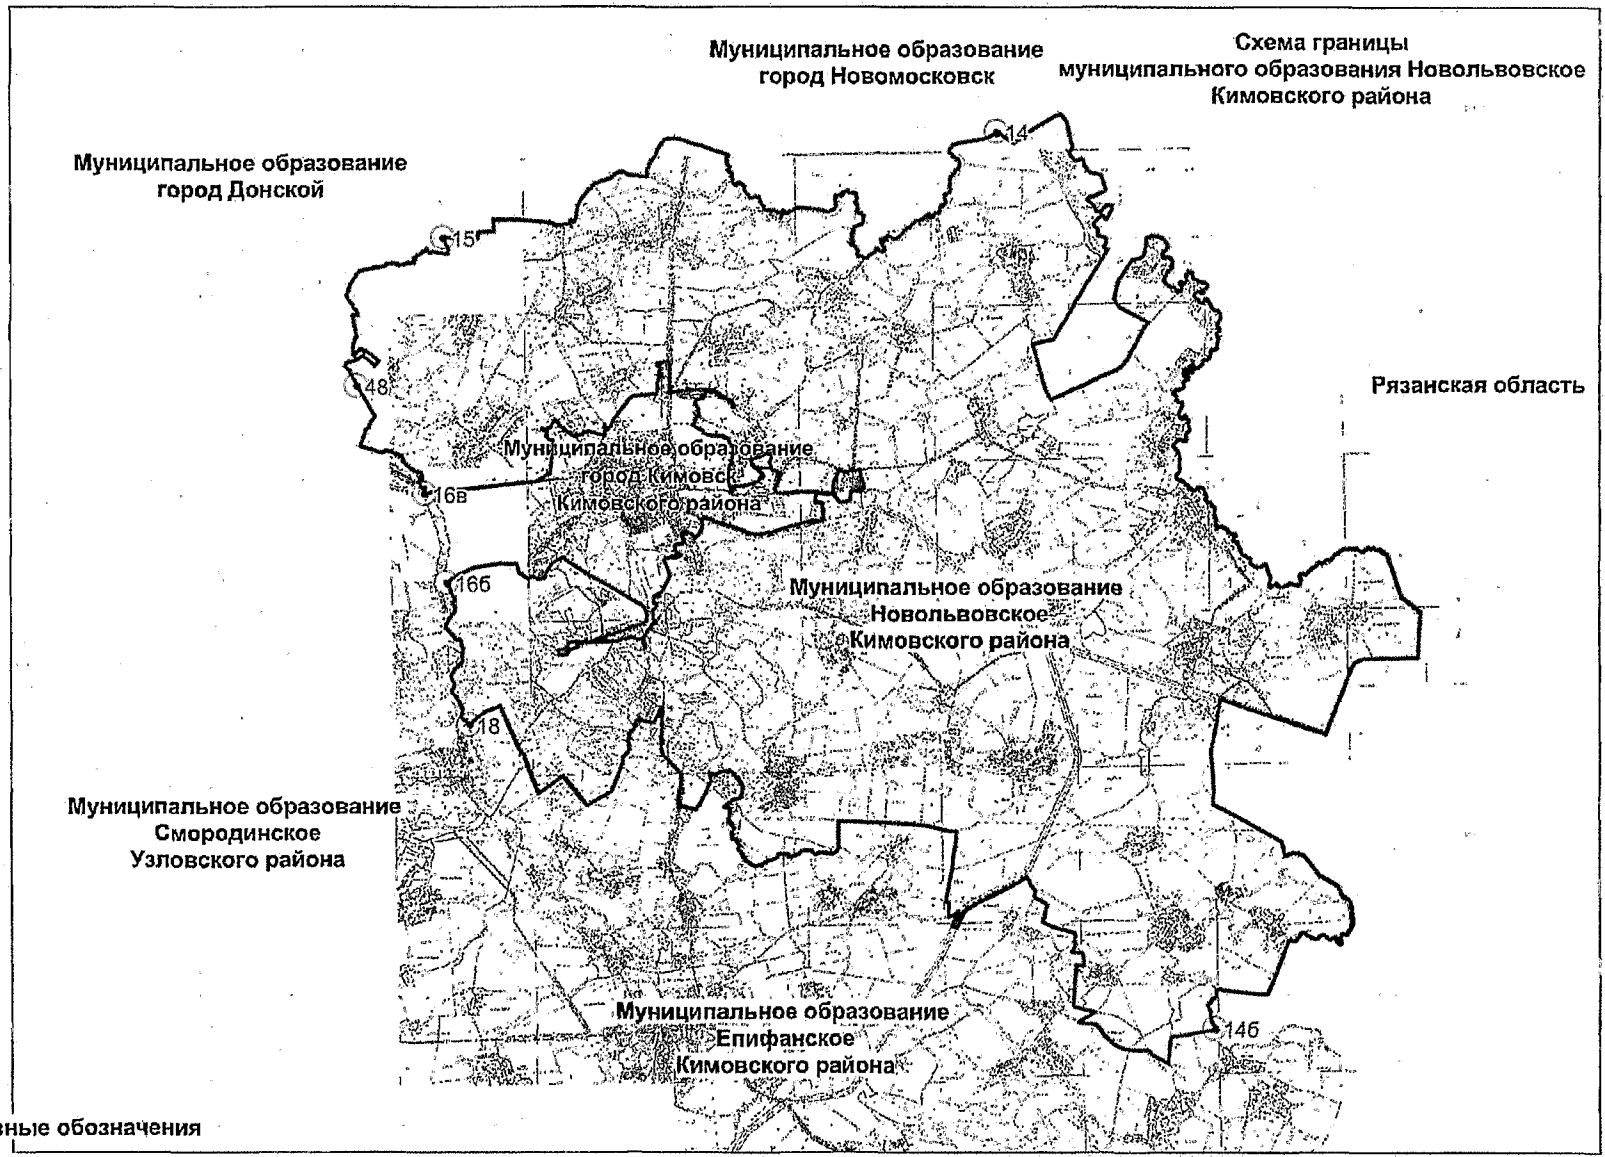 Схема границы
муниципального образования Новольвовское
Кимовского района
Муниципальное образование
город Новомосковск
14
Муниципальное образование
город Донской
15
48
Рязанская область
Муниципальное образование
город Кимовск
Кимовского района
16в
16б
Муниципальное образование
Новольвовское
Кимовского района
18
Муниципальное образование
Смородинское
Узловского района
Муниципальное образование
Епифанское
Кимовского района
14б
вные обозначения